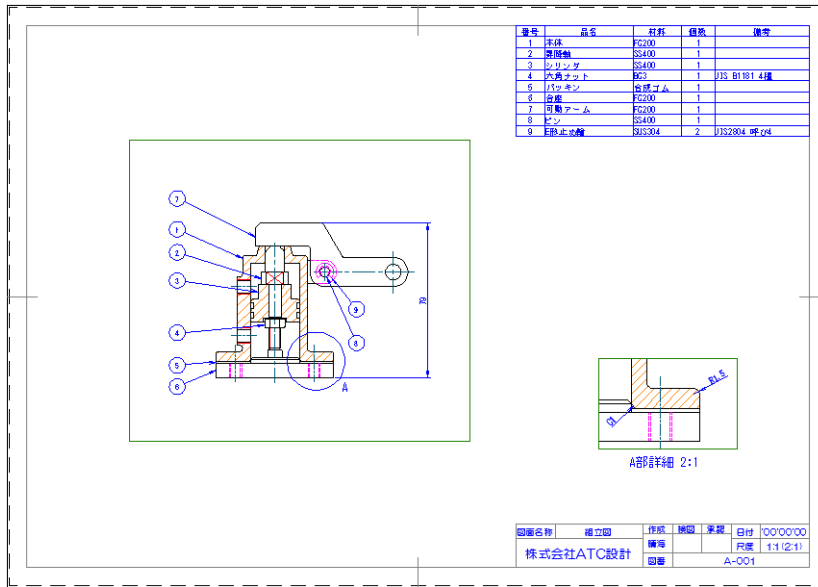 番号 品名 材料 個数 備考
1 本体 FC200 1
2 昇降軸 SS400 1
3 シリンダ SS400 1
4 六角ナット BC3 1 JIS B1181 4種
5 パッキン 合成ゴム 1
6 台座 FC200 1
7 可動アーム FC200 1
8 ピン SS400 1
9 E形止め輪 SUS304 2 JIS2804 呼び4
7
1
2
3
4
5
6
9
8
79
A
R1.5
C1
A部詳細 2:1
図面名称 組立図 作成 検図 承認 日付 '00'00'00
株式会社ATC設計 晴海 尺度 1:1(2:1)
図番 A-001